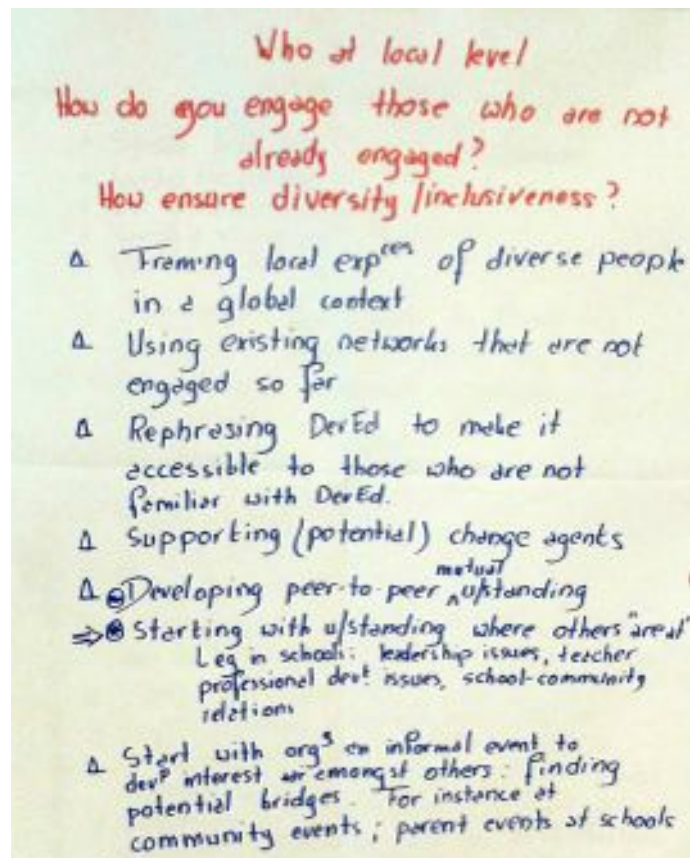 Who at local level
How do you engage those who are not
already engaged?
How ensure diversity/inclusiveness?
Δ Framing local exp^ces of diverse people
in a global context
Δ Using existing networks that are not
engaged so far
Δ Rephrasing DevEd to make it
accessible to those who are not
familiar with DevEd.
Δ Supporting (potential) change agents
mutual
Δ Developing peer-to-peer ^ u/standing
⇒ Starting with u/standing where others "are at"
eg in schools: leadership issues, teacher
professional devt issues, school-community
relations
Δ Start with org^s an informal event to
dev^p interest amongst others: finding
potential bridges. For instance at
community events; parent events at schools